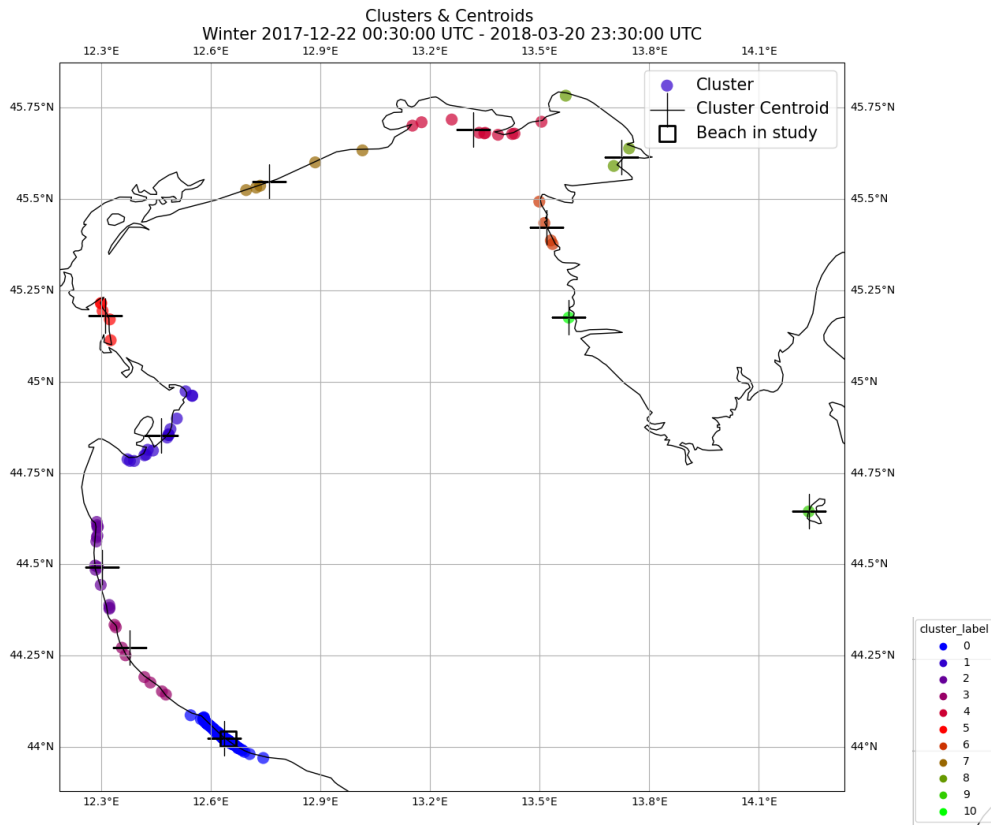 Clusters & Centroids
Winter 2017-12-22 00:30:00 UTC - 2018-03-20 23:30:00 UTC
12.3°E 12.6°E 12.9°E 13.2°E 13.5°E 13.8°E 14.1°E
Cluster
Cluster Centroid
Beach in study
45.75°N 45.75°N
45.5°N 45.5°N
45.25°N 45.25°N
45°N 45°N
44.75°N 44.75°N
44.5°N 44.5°N
44.25°N 44.25°N
44°N 44°N
12.3°E 12.6°E 12.9°E 13.2°E 13.5°E 13.8°E 14.1°E
cluster_label
0
1
2
3
4
5
6
7
8
9
10